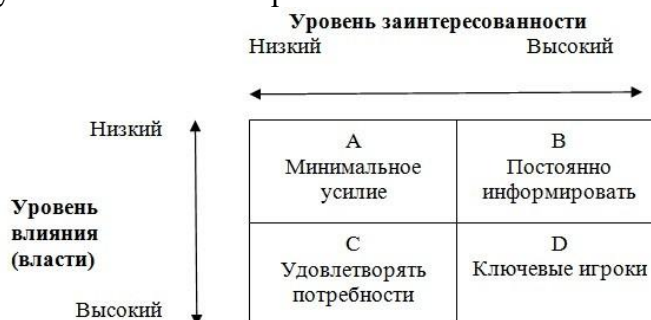 Уровень заинтересованности
Низкий Высокий
Низкий
A B
Минимальное Постоянно
усилие информировать
Уровень
влияния
(власти)
C D
Удовлетворять Ключевые игроки
потребности
Высокий